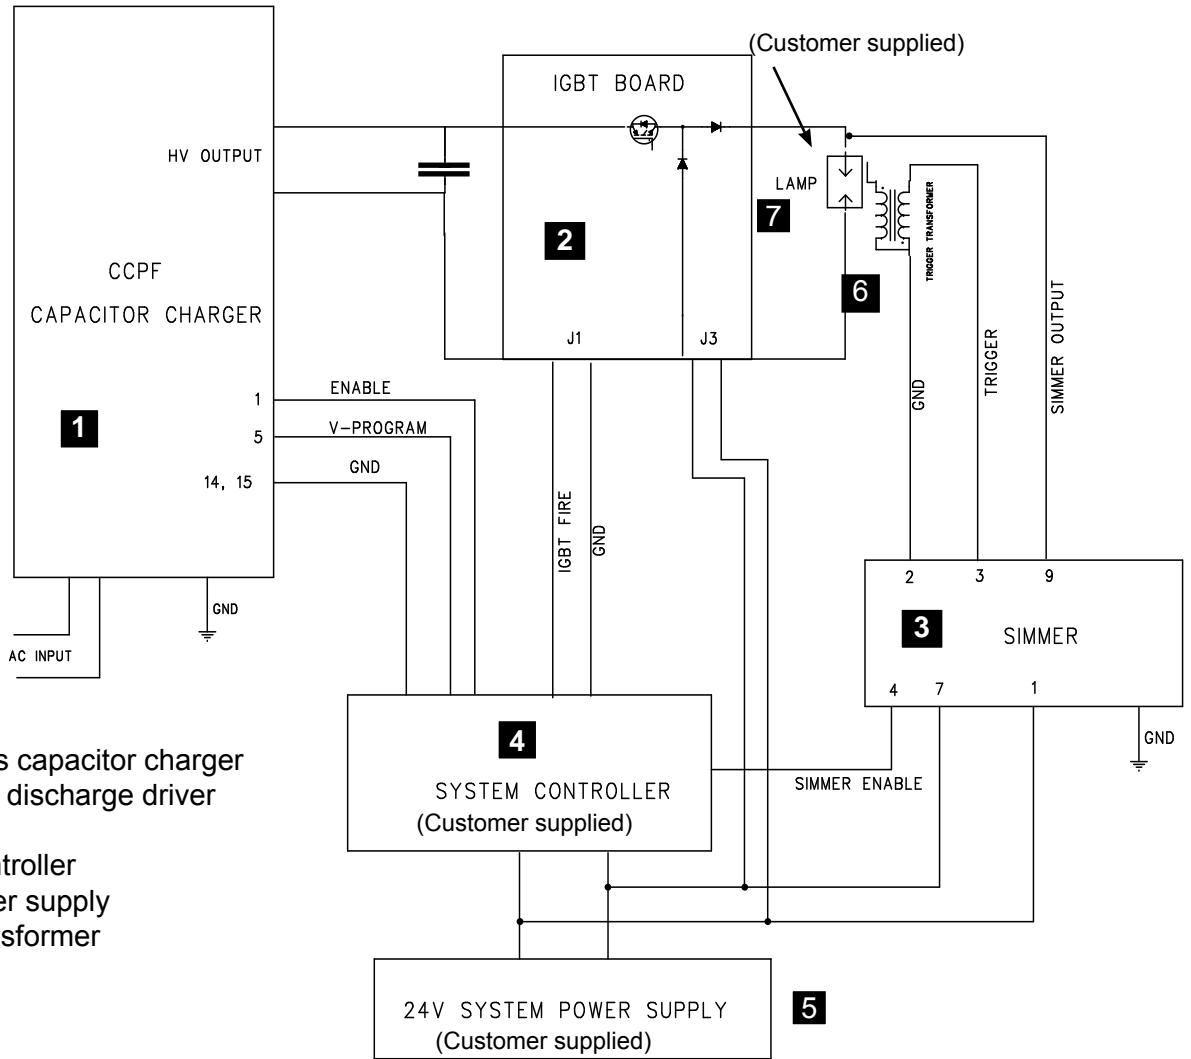 (Customer supplied)
IGBT BOARD
HV OUTPUT
LAMP
7
TRIGGER TRANSFORMER
2
CCPF
CAPACITOR CHARGER
6
J1
J3
1
ENABLE
5
V-PROGRAM
14, 15
GND
1
IGBT FIRE
GND
GND
TRIGGER
SIMMER OUTPUT
2
3
9
3
SIMMER
4
7
1
GND
GND
AC INPUT
4
SYSTEM CONTROLLER
(Customer supplied)
SIMMER ENABLE
s capacitor charger
discharge driver
ntroller
er supply
nsformer
24V SYSTEM POWER SUPPLY
(Customer supplied)
5